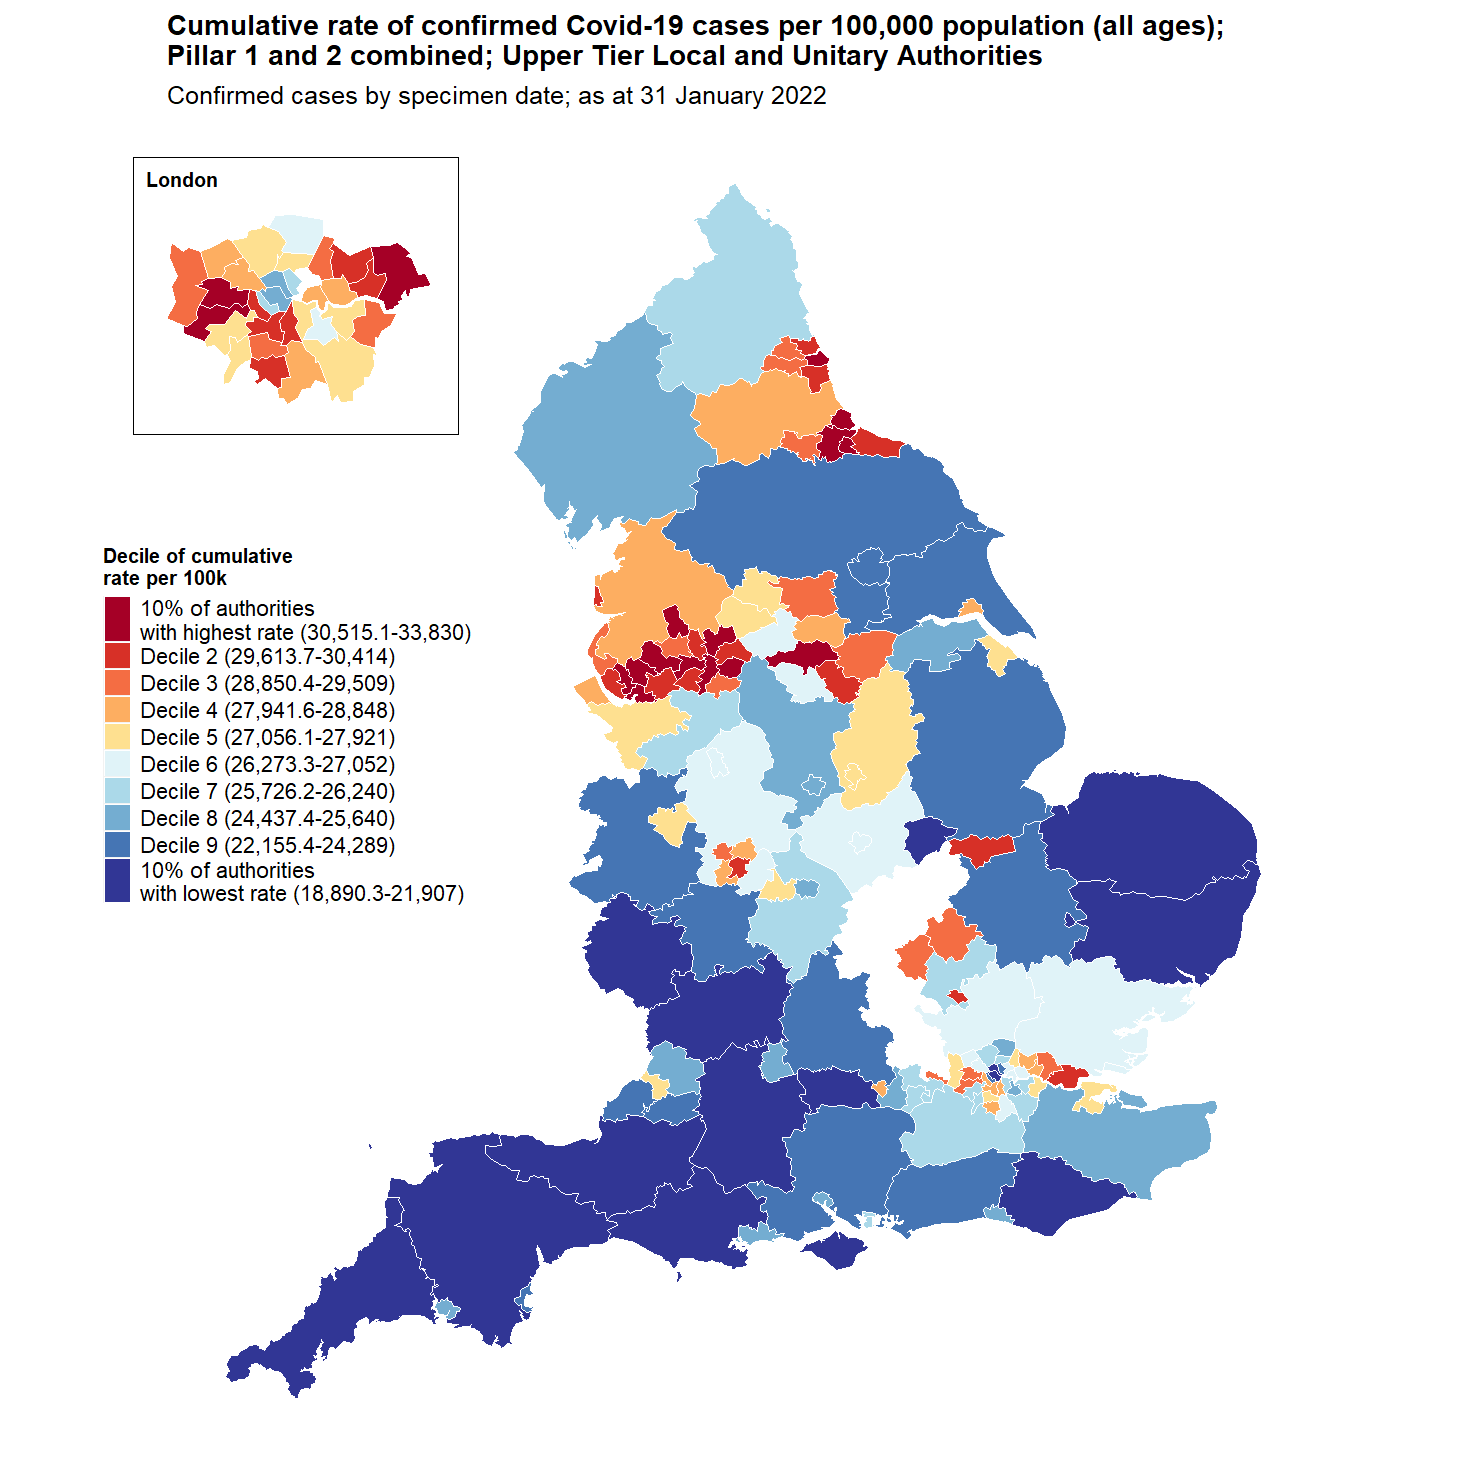 Cumulative rate of confirmed Covid-19 cases per 100,000 population (all ages);
Pillar 1 and 2 combined; Upper Tier Local and Unitary Authorities
Confirmed cases by specimen date; as at 31 January 2022
London
Decile of cumulative
rate per 100k
10% of authorities
with highest rate (30,515.1-33,830)
Decile 2 (29,613.7-30,414)
Decile 3 (28,850.4-29,509)
Decile 4 (27,941.6-28,848)
Decile 5 (27,056.1-27,921)
Decile 6 (26,273.3-27,052)
Decile 7 (25,726.2-26,240)
Decile 8 (24,437.4-25,640)
Decile 9 (22,155.4-24,289)
10% of authorities
with lowest rate (18,890.3-21,907)